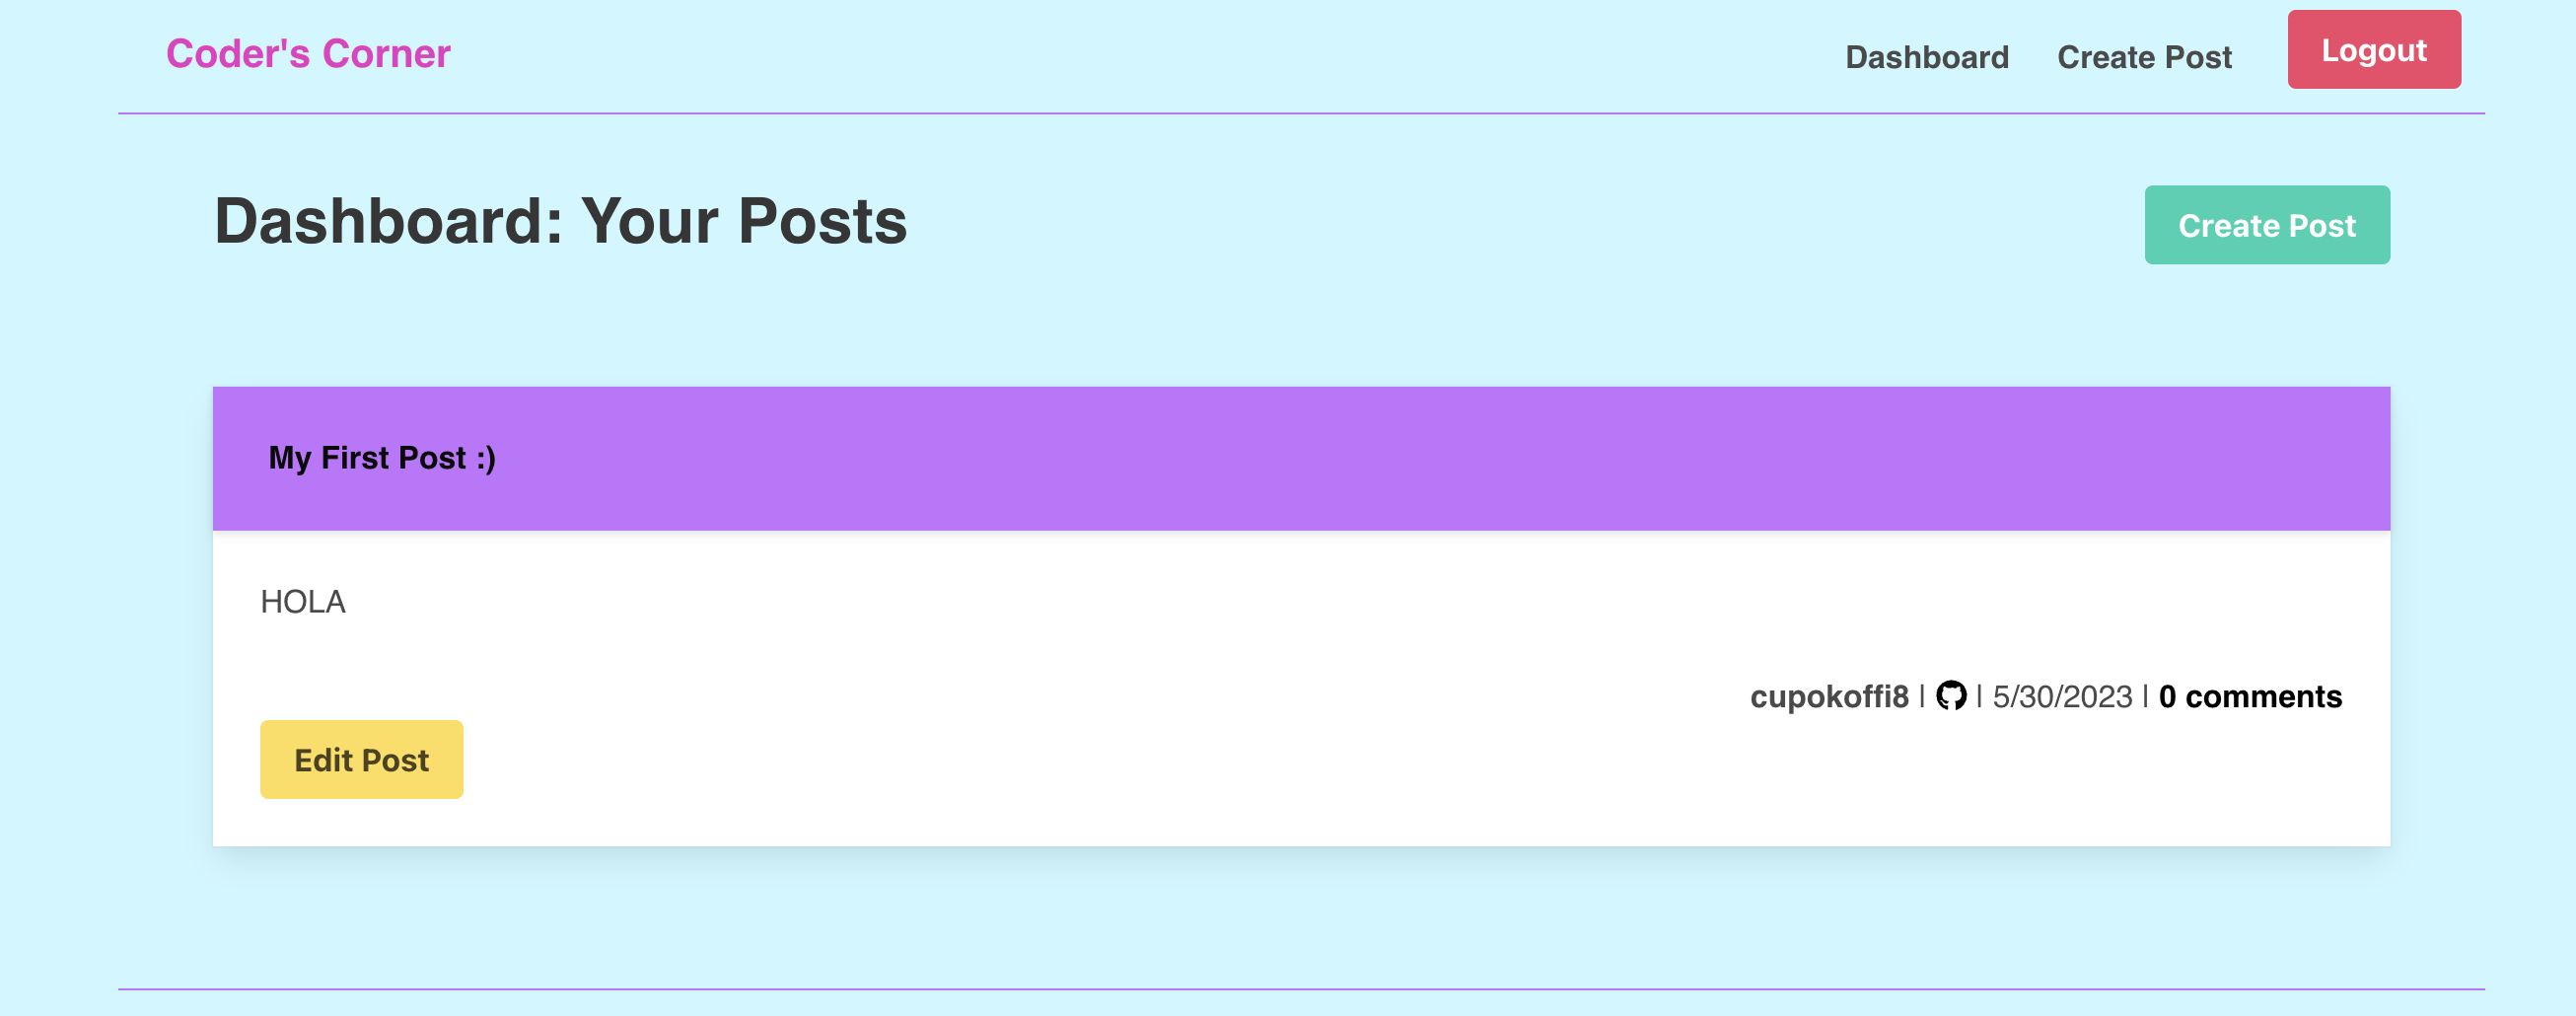 Coder's Corner Dashboard Create Post Logout
Dashboard: Your Posts Create Post
My First Post :)
HOLA
cupokoffi8 | | 5/30/2023 | 0 comments
Edit Post